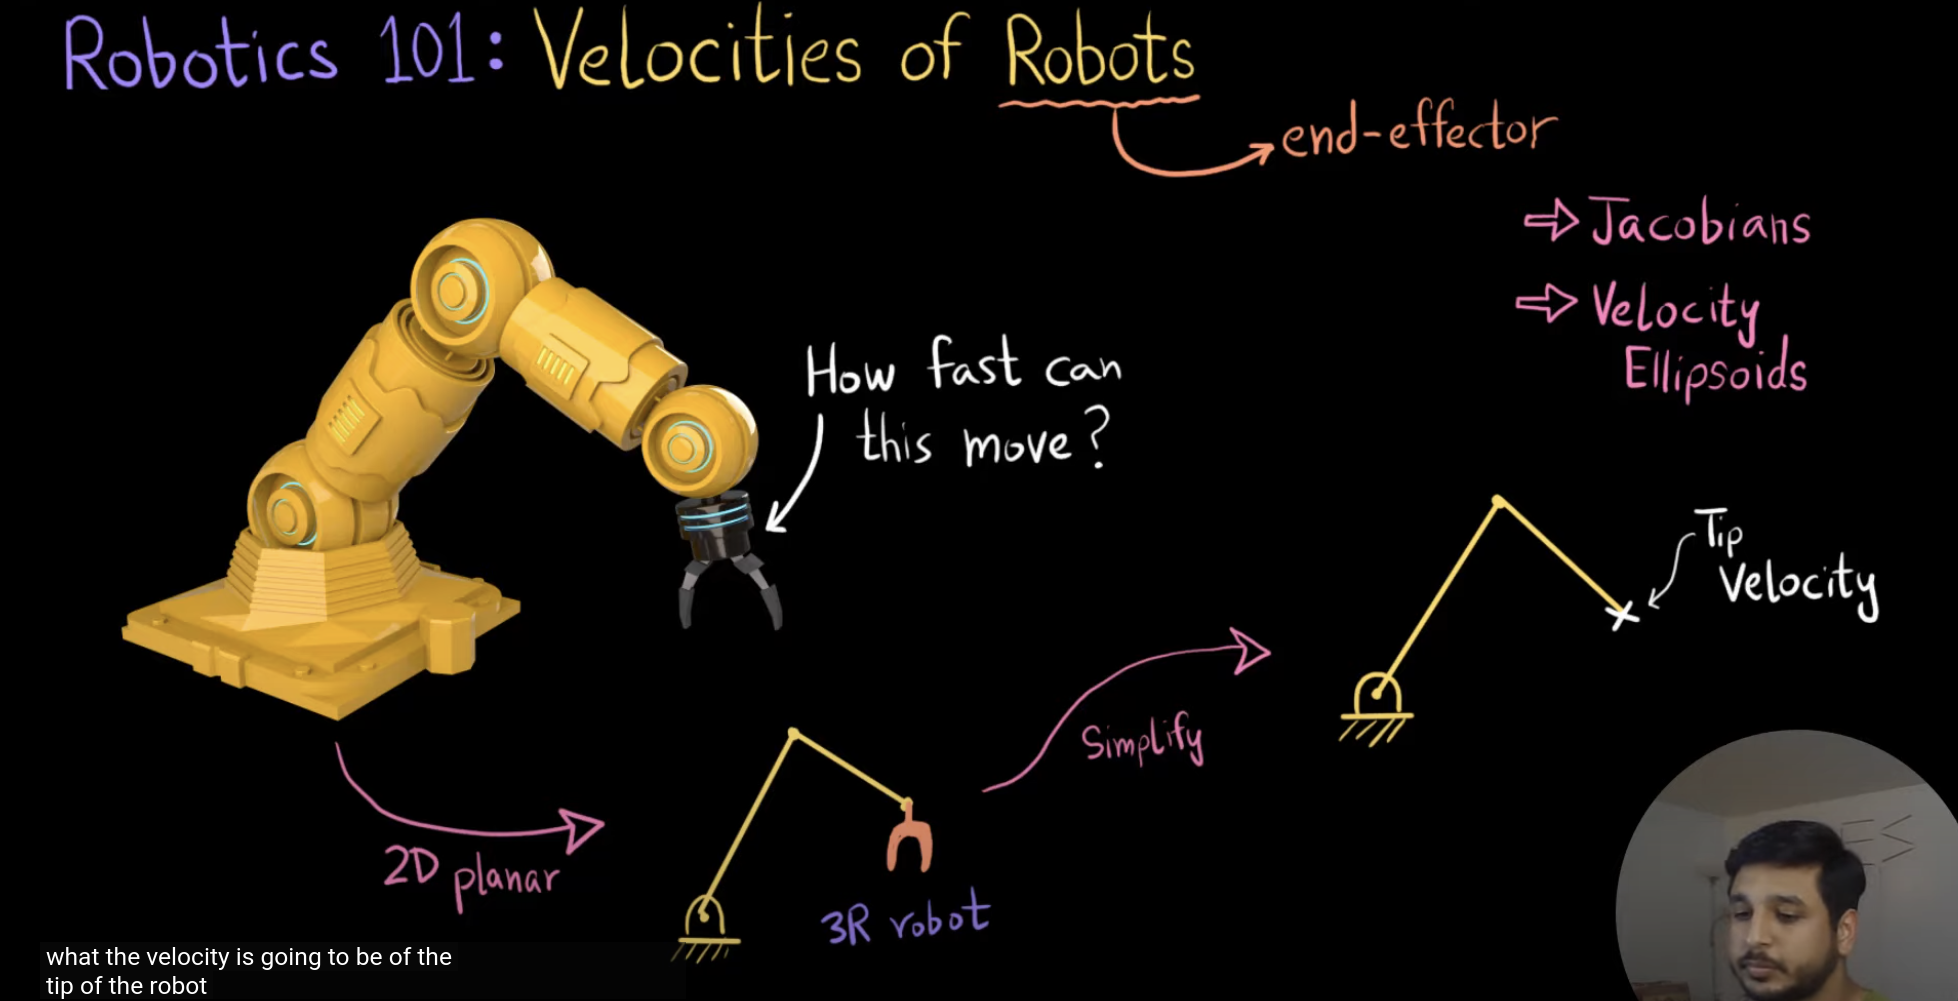 Robotics 101: Velocities of Robots
end-effector
⇒ Jacobians
⇒ Velocity
Ellipsoids
How fast can
this move?
Tip
Velocity
Simplify
2D planar
3R robot
what the velocity is going to be of the
tip of the robot